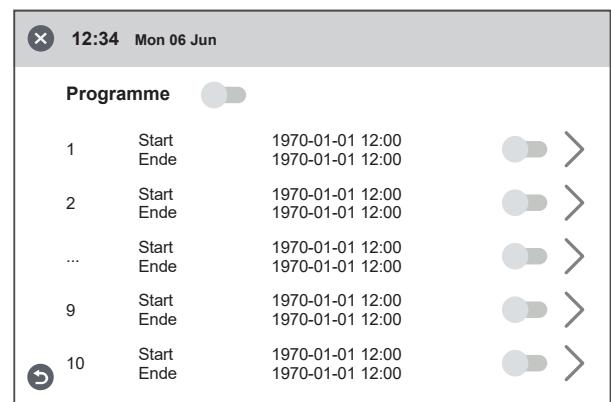 12:34 Mon 06 Jun
Programme
1 Start 1970-01-01 12:00
Ende 1970-01-01 12:00
2 Start 1970-01-01 12:00
Ende 1970-01-01 12:00
... Start 1970-01-01 12:00
Ende 1970-01-01 12:00
9 Start 1970-01-01 12:00
Ende 1970-01-01 12:00
10 Start 1970-01-01 12:00
Ende 1970-01-01 12:00